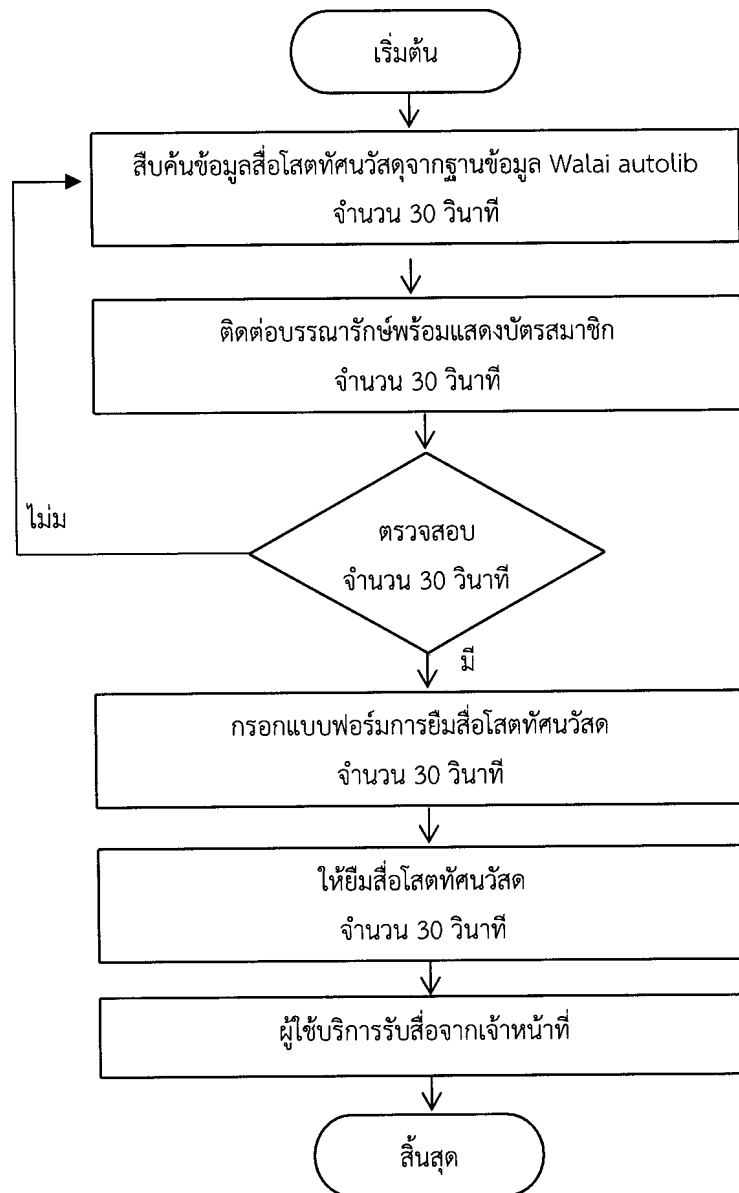 เริ่มต้น
สืบค้นข้อมูลสื่อโสตทัศนวัสดุจากฐานข้อมูล Walai autolib
จำนวน 30 วินาที
ติดต่อบรรณารักษ์พร้อมแสดงบัตรสมาชิก
จำนวน 30 วินาที
ไม่ม
ตรวจสอบ
จำนวน 30 วินาที
มี
กรอกแบบฟอร์มการยืมสื่อโสตทัศนวัสด
จำนวน 30 วินาที
ให้ยืมสื่อโสตทัศนวัสด
จำนวน 30 วินาที
ผู้ใช้บริการรับสื่อจากเจ้าหน้าที่
สิ้นสุด